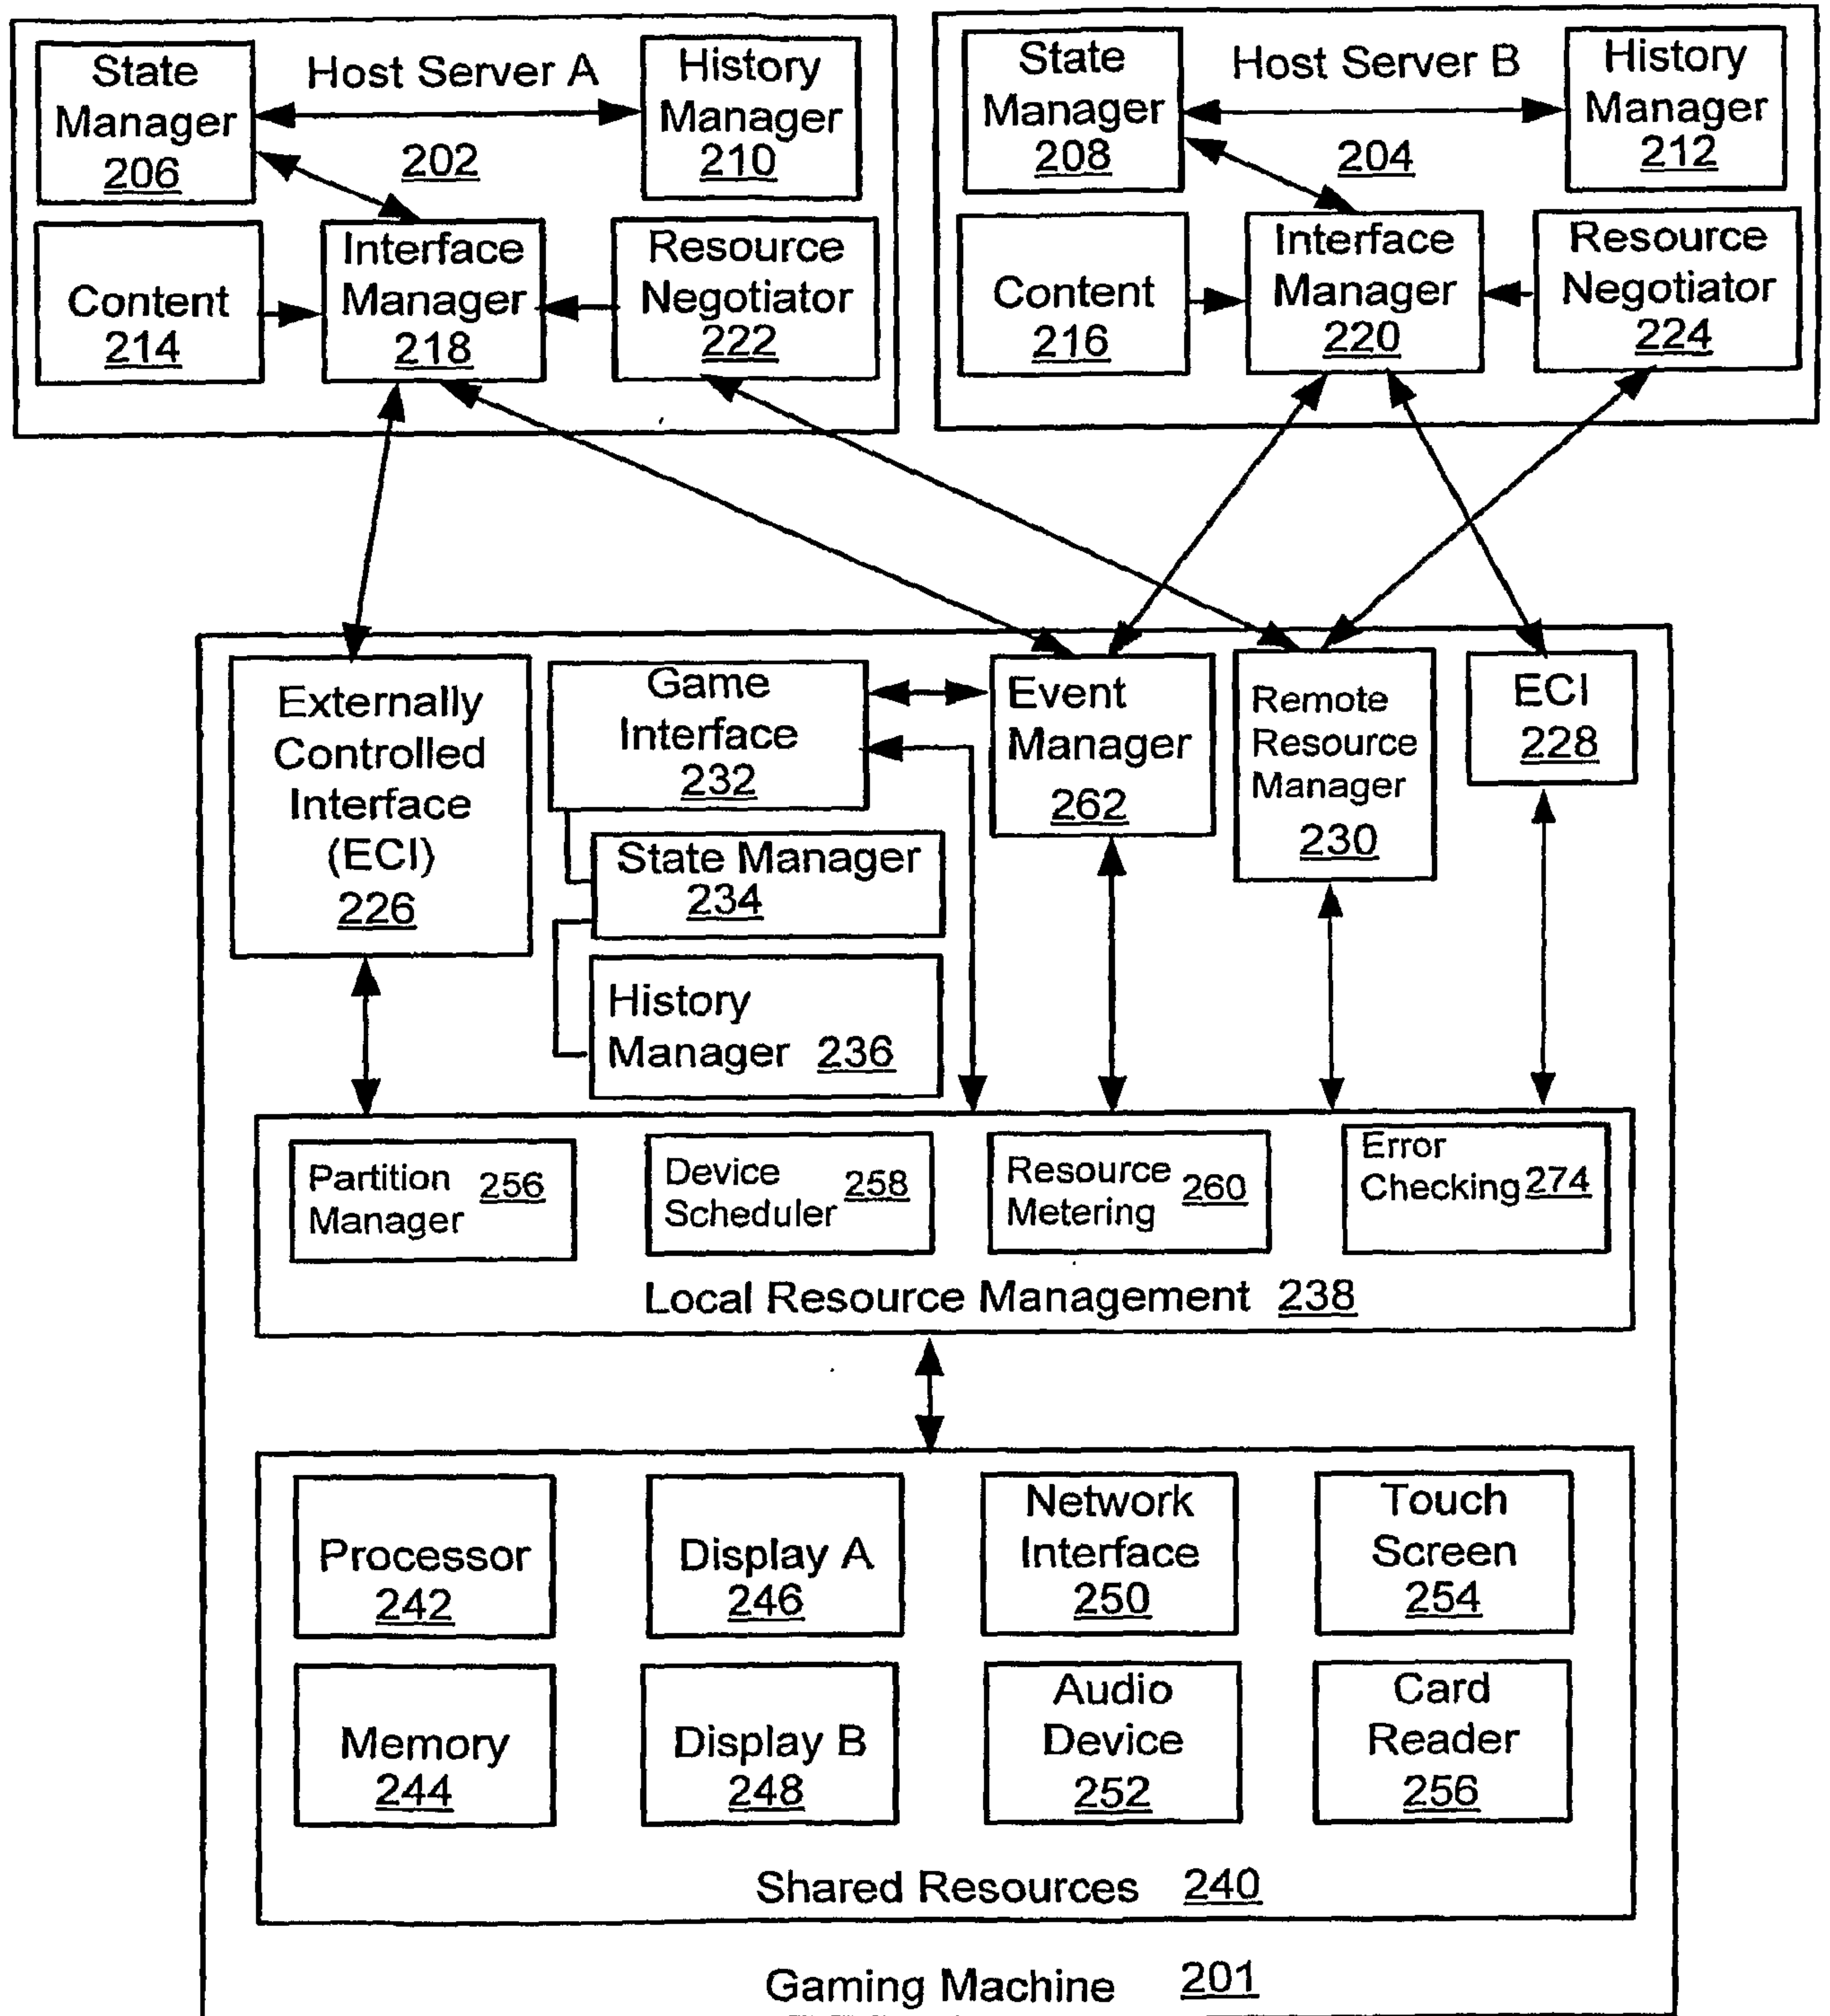 State
Manager
206
Host Server A
202
History
Manager
210
Content
214
Interface
Manager
218
Resource
Negotiator
222
State
Manager
208
Host Server B
204
History
Manager
212
Content
216
Interface
Manager
220
Resource
Negotiator
224
Externally
Controlled
Interface
(ECI)
226
Game
Interface
232
State Manager
234
History
Manager 236
Event
Manager
262
Remote
Resource
Manager
230
ECI
228
Partition
Manager 256
Device
Scheduler 258
Resource
Metering 260
Error
Checking 274
Local Resource Management 238
Processor
242
Display A
246
Network
Interface
250
Touch
Screen
254
Memory
244
Display B
248
Audio
Device
252
Card
Reader
256
Shared Resources 240
Gaming Machine 201